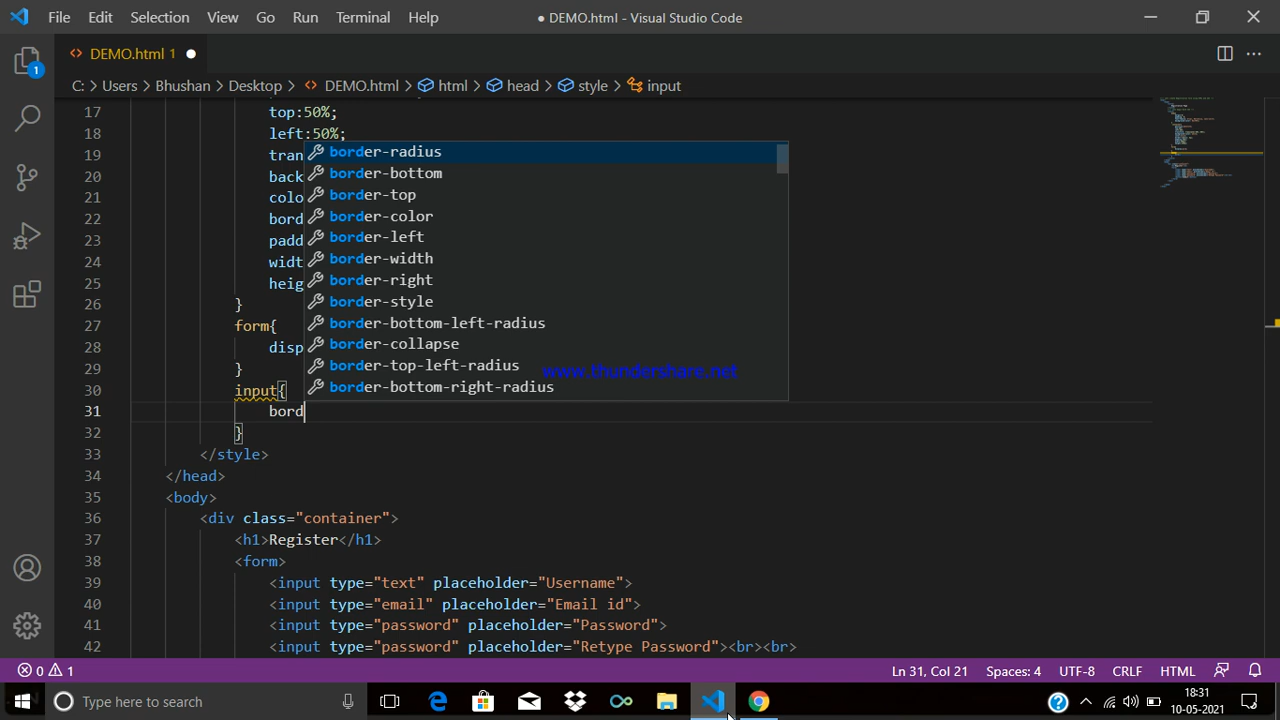 File Edit Selection View Go Run Terminal Help
● DEMO.html - Visual Studio Code
DEMO.html 1
C: > Users > Bhushan > Desktop > DEMO.html > html > head > style > input
1
17 top:50%;
18 left:50%;
19 tran
20 back
21 colo
22 bord
23 padd
24 widt
25 heig
26 }
27 form{
28 disp
29 }
30 input{
31 bord
32 }
33 </style>
34 </head>
35 <body>
36 <div class="container">
37 <h1>Register</h1>
38 <form>
39 <input type="text" placeholder="Username">
40 <input type="email" placeholder="Email id">
41 <input type="password" placeholder="Password">
42 <input type="password" placeholder="Retype Password"><br><br>
border-radius
border-bottom
border-top
border-color
border-left
border-width
border-right
border-style
border-bottom-left-radius
border-collapse
border-top-left-radius
border-bottom-right-radius
www.thundershare.net
0 1
Ln 31, Col 21 Spaces: 4 UTF-8 CRLF HTML
Type here to search
18:31
10-05-2021